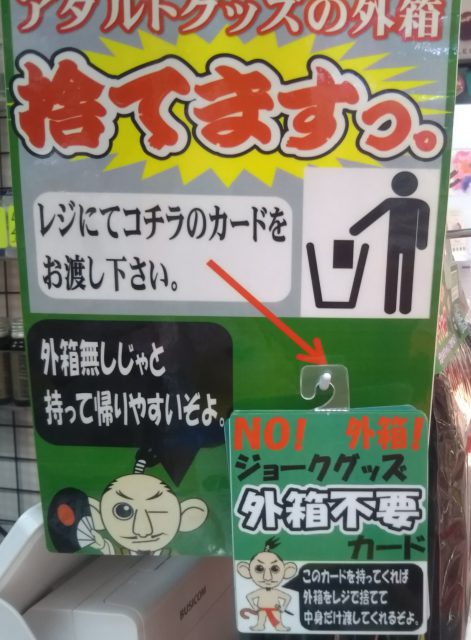 アダルトグッズの外箱
捨てますっ。
レジにてコチラのカードを
お渡し下さい。
外箱無しじゃと
持って帰りやすいぞよ。
NO! 外箱!
ジョークグッズ
外箱不要
カード
このカードを持ってくれば
外箱をレジで捨てて
中身だけ渡してくれるぞよ。
BUSICOM